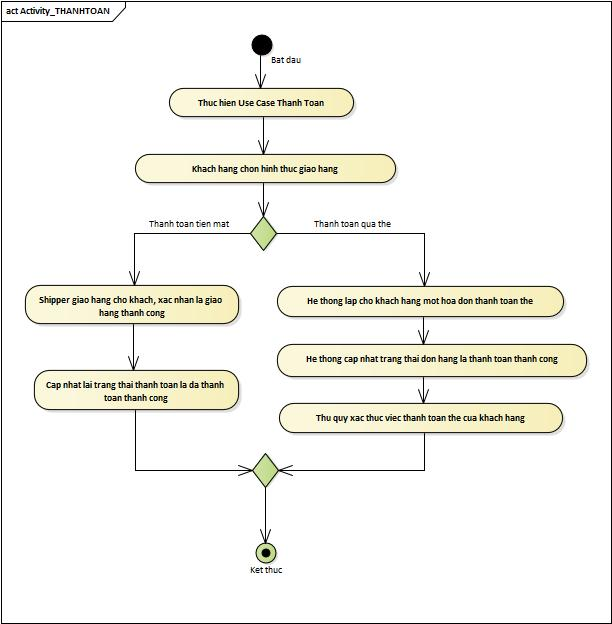 act Activity_THANHTOAN
Bat dau
Thuc hien Use Case Thanh Toan
Khach hang chon hinh thuc giao hang
Thanh toan tien mat
Thanh toan qua the
Shipper giao hang cho khach, xac nhan la giao
hang thanh cong
He thong lap cho khach hang mot hoa don thanh toan the
He thong cap nhat trang thai don hang la thanh toan thanh cong
Cap nhat lai trang thai thanh toan la da thanh
toan thanh cong
Thu quy xac thuc viec thanh toan the cua khach hang
Ket thuc